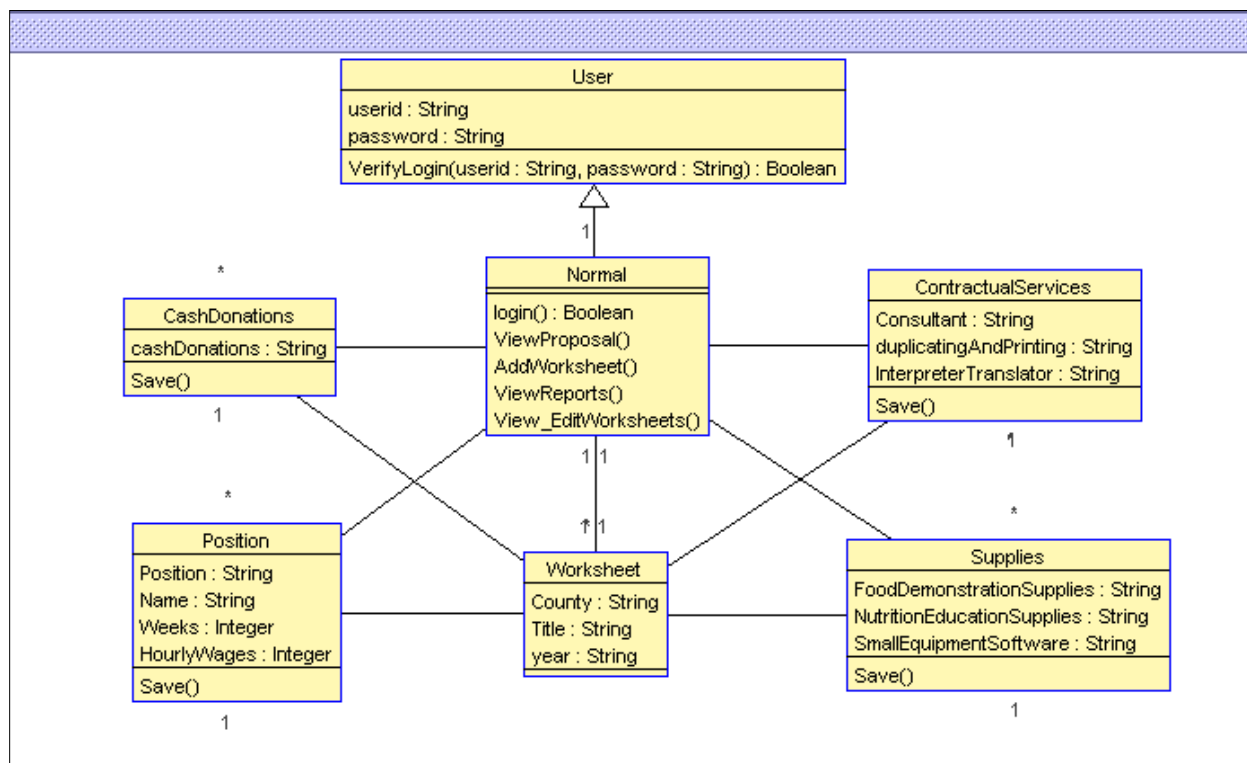 User
userid : String
password : String
VerifyLogin(userid : String, password : String) : Boolean
1
Normal
login() : Boolean
ViewProposal()
AddWorksheet()
ViewReports()
View_EditWorksheets()
1 1
*
CashDonations
cashDonations : String
Save()
1
ContractualServices
Consultant : String
duplicatingAndPrinting : String
InterpreterTranslator : String
Save()
*
Position
Position : String
Name : String
Weeks : Integer
HourlyWages : Integer
Save()
1
1
Worksheet
County : String
Title : String
year : String
*
Supplies
FoodDemonstrationSupplies : String
NutritionEducationSupplies : String
SmallEquipmentSoftware : String
Save()
1